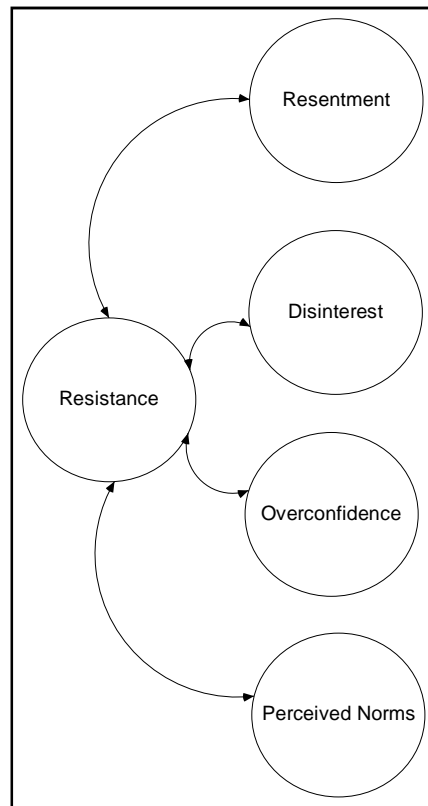 Resentment
Disinterest
Resistance
Overconfidence
Perceived Norms